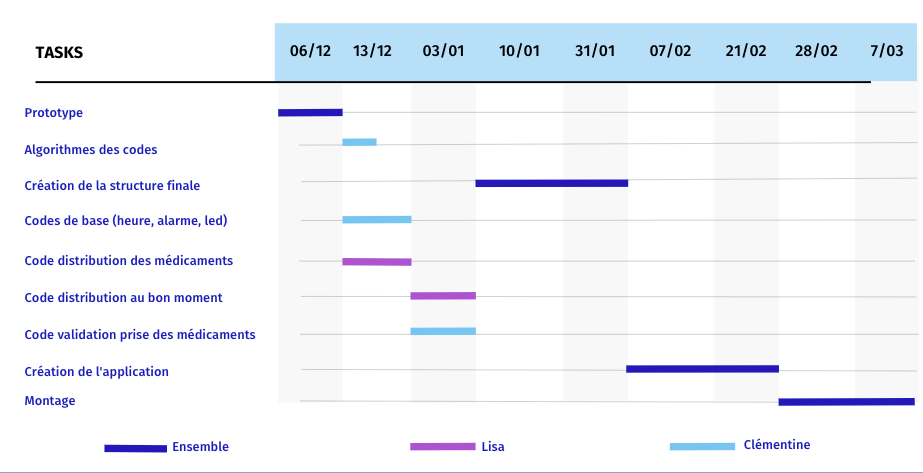 TASKS 06/12 13/12 03/01 10/01 31/01 07/02 21/02 28/02 7/03
Prototype
Algorithmes des codes
Création de la structure finale
Codes de base (heure, alarme, led)
Code distribution des médicaments
Code distribution au bon moment
Code validation prise des médicaments
Création de l'application
Montage
Ensemble Lisa Clémentine